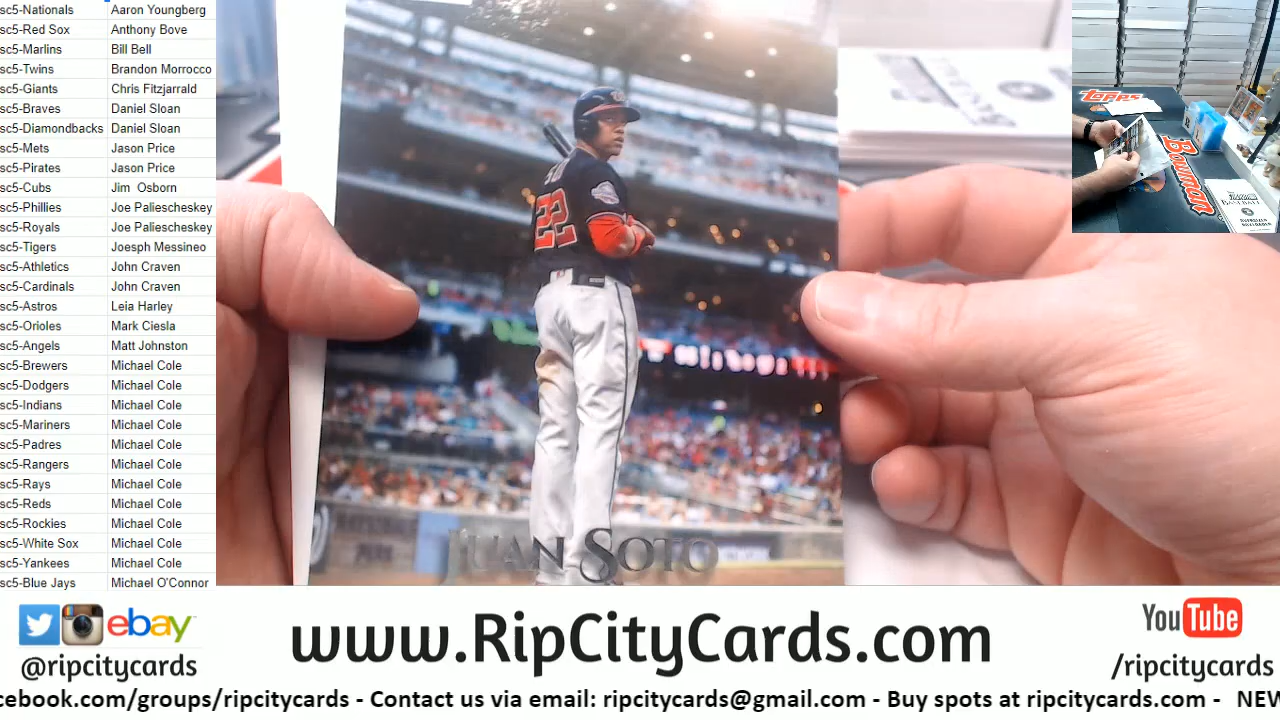 sc5-Nationals Aaron Youngberg
sc5-Red Sox Anthony Bove
sc5-Marlins Bill Bell
sc5-Twins Brandon Morrocco
sc5-Giants Chris Fitzjarrald
sc5-Braves Daniel Sloan
sc5-Diamondbacks Daniel Sloan
sc5-Mets Jason Price
sc5-Pirates Jason Price
sc5-Cubs Jim Osborn
sc5-Phillies Joe Paliescheskey
sc5-Royals Joe Paliescheskey
sc5-Tigers Joesph Messineo
sc5-Athletics John Craven
sc5-Cardinals John Craven
sc5-Astros Leia Harley
sc5-Orioles Mark Ciesla
sc5-Angels Matt Johnston
sc5-Brewers Michael Cole
sc5-Dodgers Michael Cole
sc5-Indians Michael Cole
sc5-Mariners Michael Cole
sc5-Padres Michael Cole
sc5-Rangers Michael Cole
sc5-Rays Michael Cole
sc5-Reds Michael Cole
sc5-Rockies Michael Cole
sc5-White Sox Michael Cole
sc5-Yankees Michael Cole
sc5-Blue Jays Michael O'Connor
22
JUAN SOTO
Topps
Bowman
ebay
@ripcitycards
www.RipCityCards.com
YouTube
/ripcitycards
cebook.com/groups/ripcitycards - Contact us via email: ripcitycards@gmail.com - Buy spots at ripcitycards.com - NEW